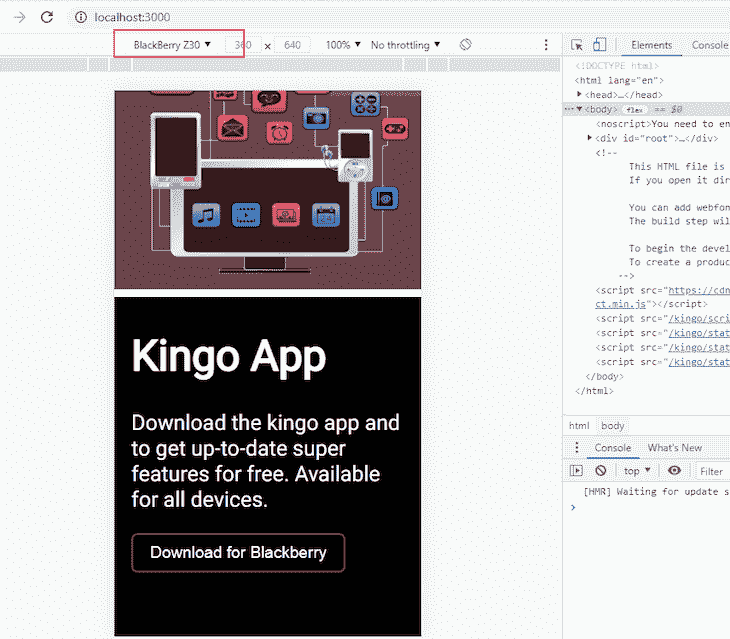 localhost:3000
BlackBerry Z30 ▼ 360 × 640 100% ▼ No throttling ▼
Elements Console
<!DOCTYPE html>
<html lang="en">
<head>…</head>
<body> flex == $0
<noscript>You need to en
<div id="root">…</div>
<!--
This HTML file is
If you open it dir
You can add webfon
The build step wil
To begin the devel
To create a produc
-->
<script src="https://cdn
ct.min.js"></script>
<script src="/kingo/scri
<script src="/kingo/stat
<script src="/kingo/stat
<script src="/kingo/stat
</body>
</html>
Kingo App
Download the kingo app and
to get up-to-date super
features for free. Available
for all devices.
Download for Blackberry
html body
Console What's New
top ▼ Filter
[HMR] Waiting for update s